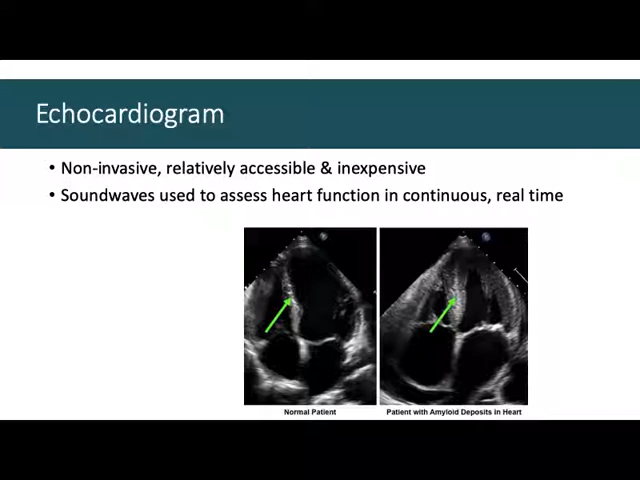 Echocardiogram
• Non-invasive, relatively accessible & inexpensive
• Soundwaves used to assess heart function in continuous, real time
Normal Patient
Patient with Amyloid Deposits in Heart